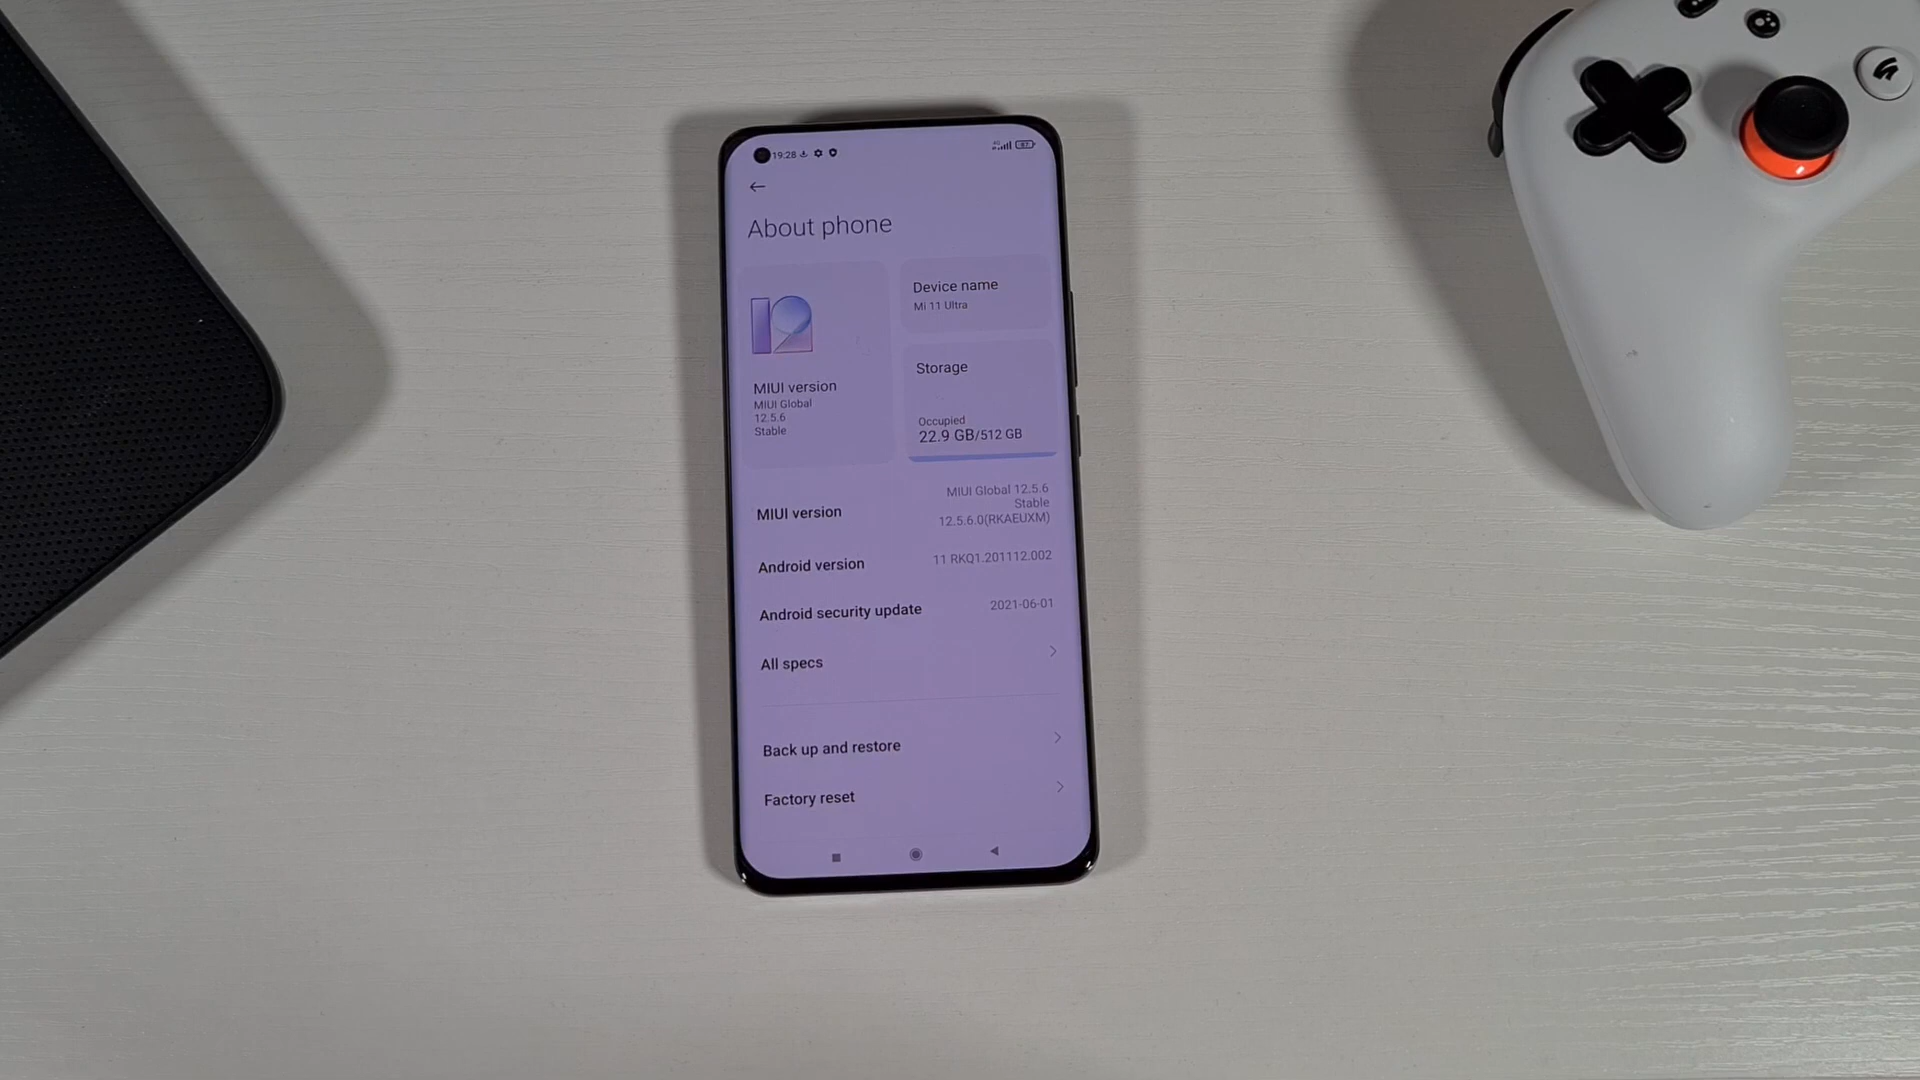 19:28
About phone
MIUI version
MIUI Global
12.5.6
Stable
Device name
Mi 11 Ultra
Storage
Occupied
22.9 GB/512 GB
MIUI version
MIUI Global 12.5.6
Stable
12.5.6.0(RKAEUXM)
Android version
11 RKQ1.201112.002
Android security update
2021-06-01
All specs
Back up and restore
Factory reset